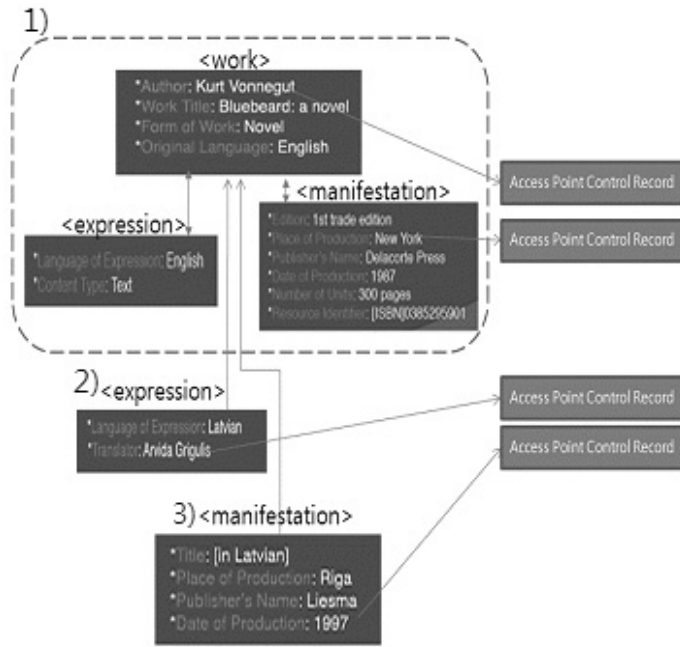 1)
<work>
*Author: Kurt Vonnegut
*Work Title: Bluebeard: a novel
*Form of Work: Novel
*Original Language: English
Access Point Control Record
<manifestation>
*Edition: 1st trade edition
*Place of Production: New York
*Publisher's Name: Delacorte Press
*Date of Production: 1987
*Number of Units: 300 pages
*Resource Identifier: [ISBN]0385295901
Access Point Control Record
<expression>
*Language of Expression: English
*Content Type: Text
2) <expression>
*Language of Expression: Latvian
*Translator: Arvida Grigulis
Access Point Control Record
Access Point Control Record
3) <manifestation>
*Title: [in Latvian]
*Place of Production: Riga
*Publisher's Name: Liesma
*Date of Production: 1997